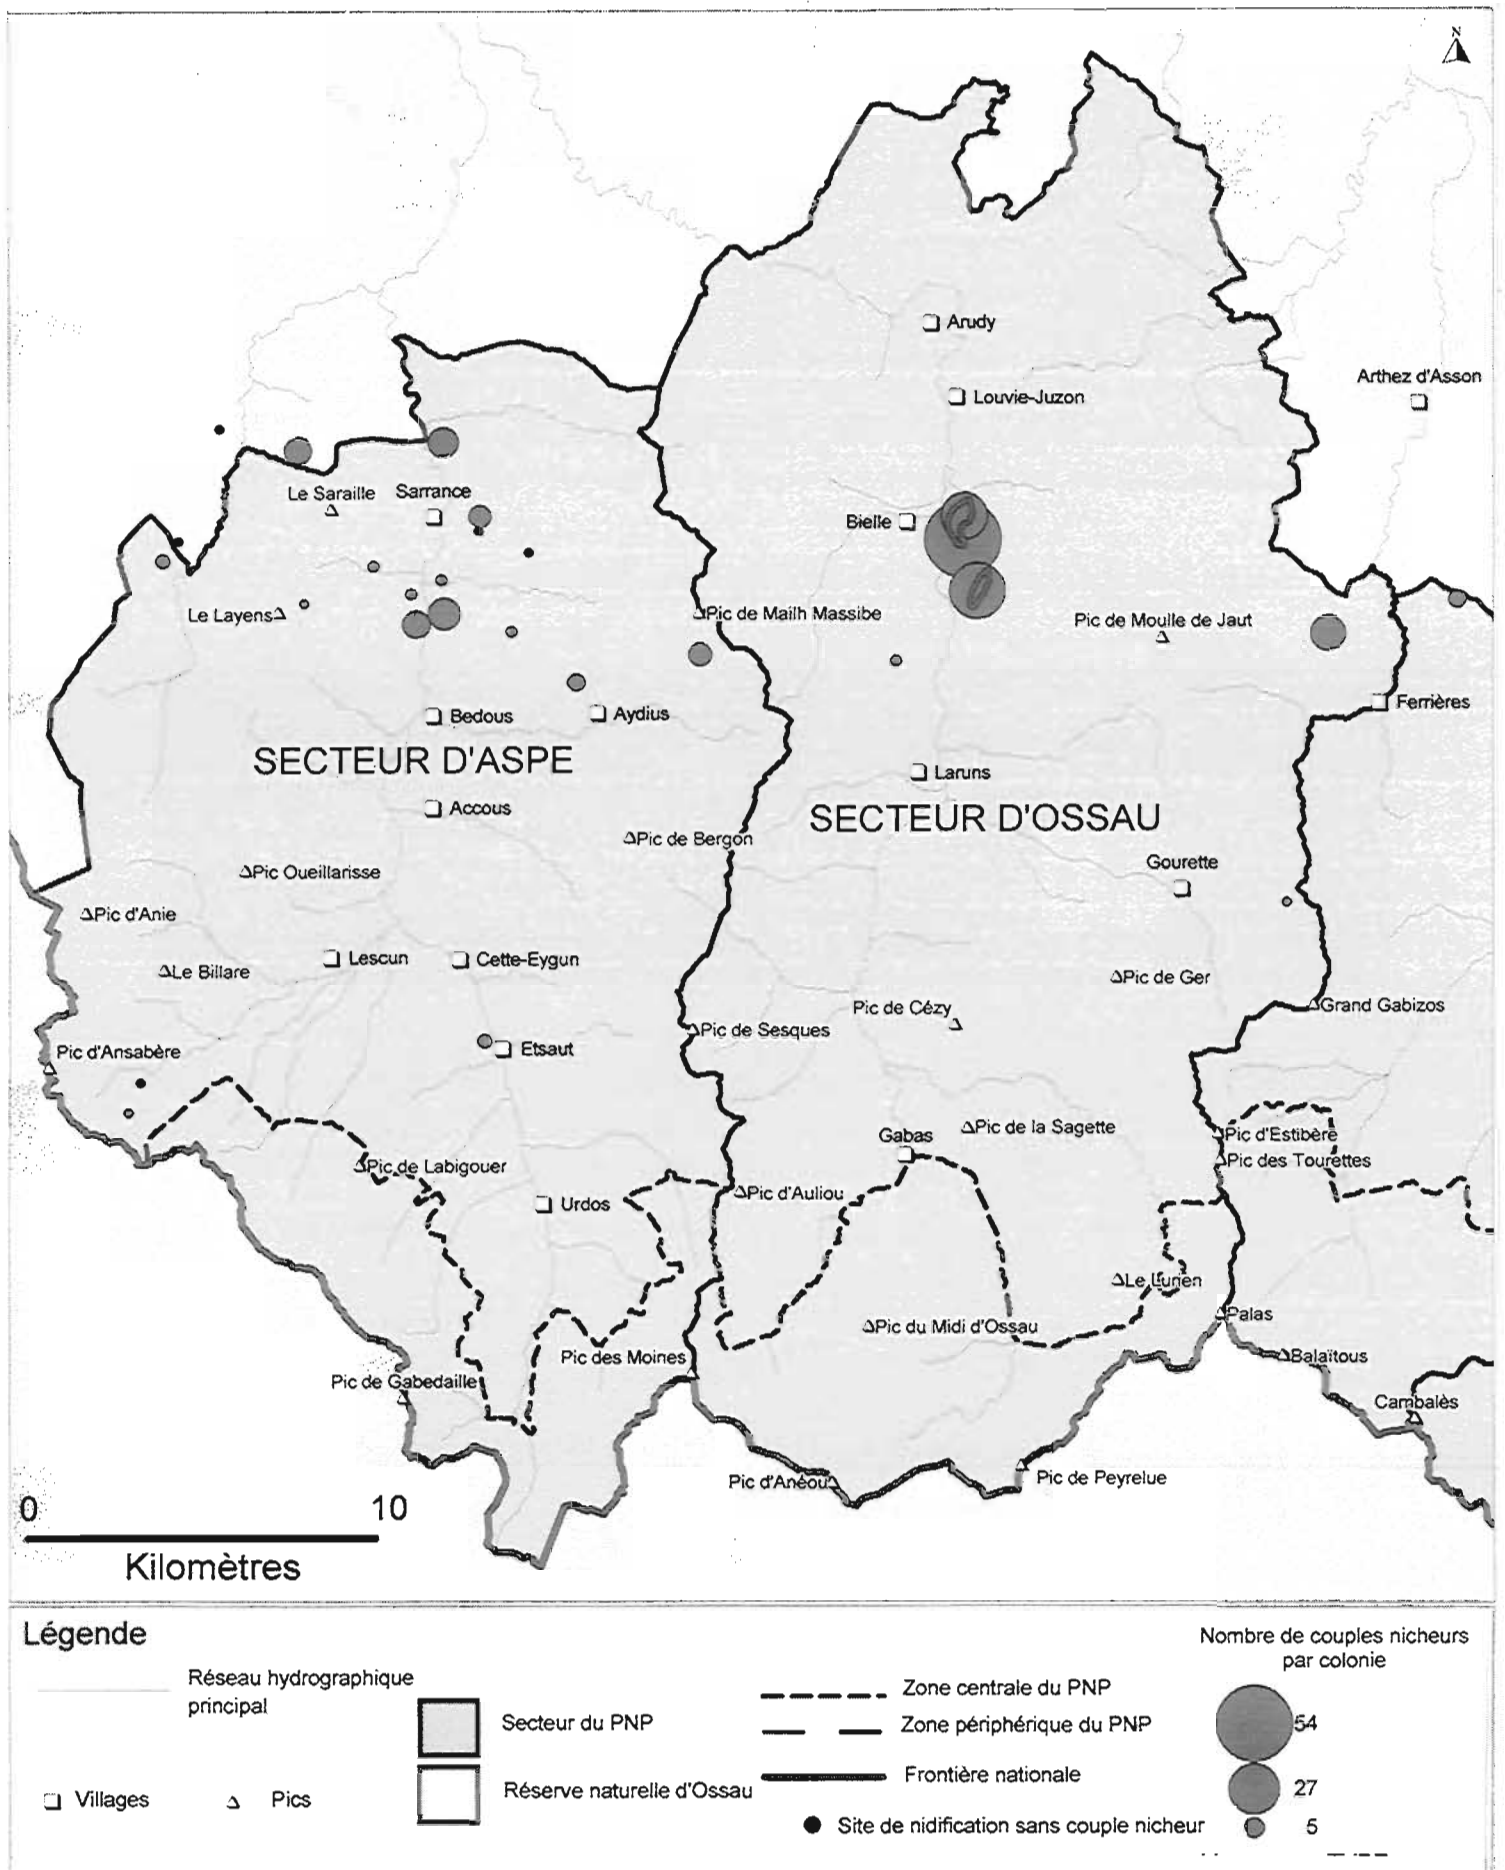 N
Arudy
Louvie-Juzon
Arthez d'Asson
Le Saraille
Sarrance
Bielle
Le Layens
Pic de Mailh Massibe
Pic de Moulle de Jaut
Ferrières
Bedous
Aydius
SECTEUR D'ASPE
Laruns
Accous
SECTEUR D'OSSAU
Pic de Bergon
Gourette
Pic Oueillarisse
Pic d'Anie
Lescun
Cette-Eygun
Le Billare
Pic de Ger
Pic de Cézy
Grand Gabizos
Pic de Sesques
Etsaut
Pic d'Ansabère
Pic de la Sagette
Gabas
Pic d'Estibère
Pic des Tourettes
Pic de Labigouer
Pic d'Auliou
Urdos
Le Lurien
Palas
Pic du Midi d'Ossau
Pic des Moines
Balaïtous
Pic de Gabedaille
Cambalès
Pic d'Anéou
Pic de Peyrelue
0 10
Kilomètres
Légende
Réseau hydrographique
principal
Villages
Pics
Secteur du PNP
Réserve naturelle d'Ossau
Zone centrale du PNP
Zone périphérique du PNP
Frontière nationale
Site de nidification sans couple nicheur
Nombre de couples nicheurs
par colonie
54
27
5